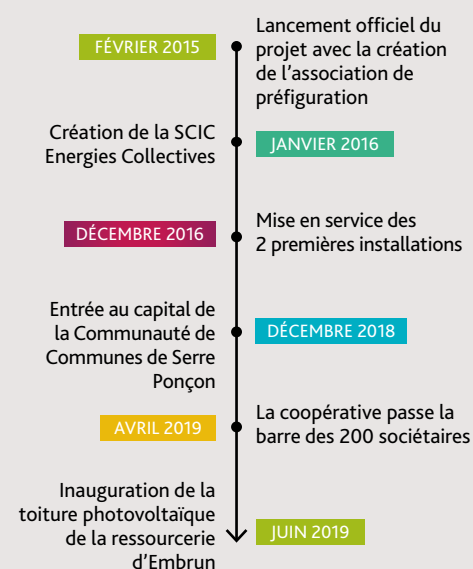 FÉVRIER 2015
Lancement officiel du
projet avec la création
de l’association de
préfiguration
Création de la SCIC
Energies Collectives
JANVIER 2016
DÉCEMBRE 2016
Mise en service des
2 premières installations
Entrée au capital de
la Communauté de
Communes de Serre
Ponçon
DÉCEMBRE 2018
AVRIL 2019
La coopérative passe la
barre des 200 sociétaires
Inauguration de la
toiture photovoltaïque
de la ressourcerie
d’Embrun
JUIN 2019